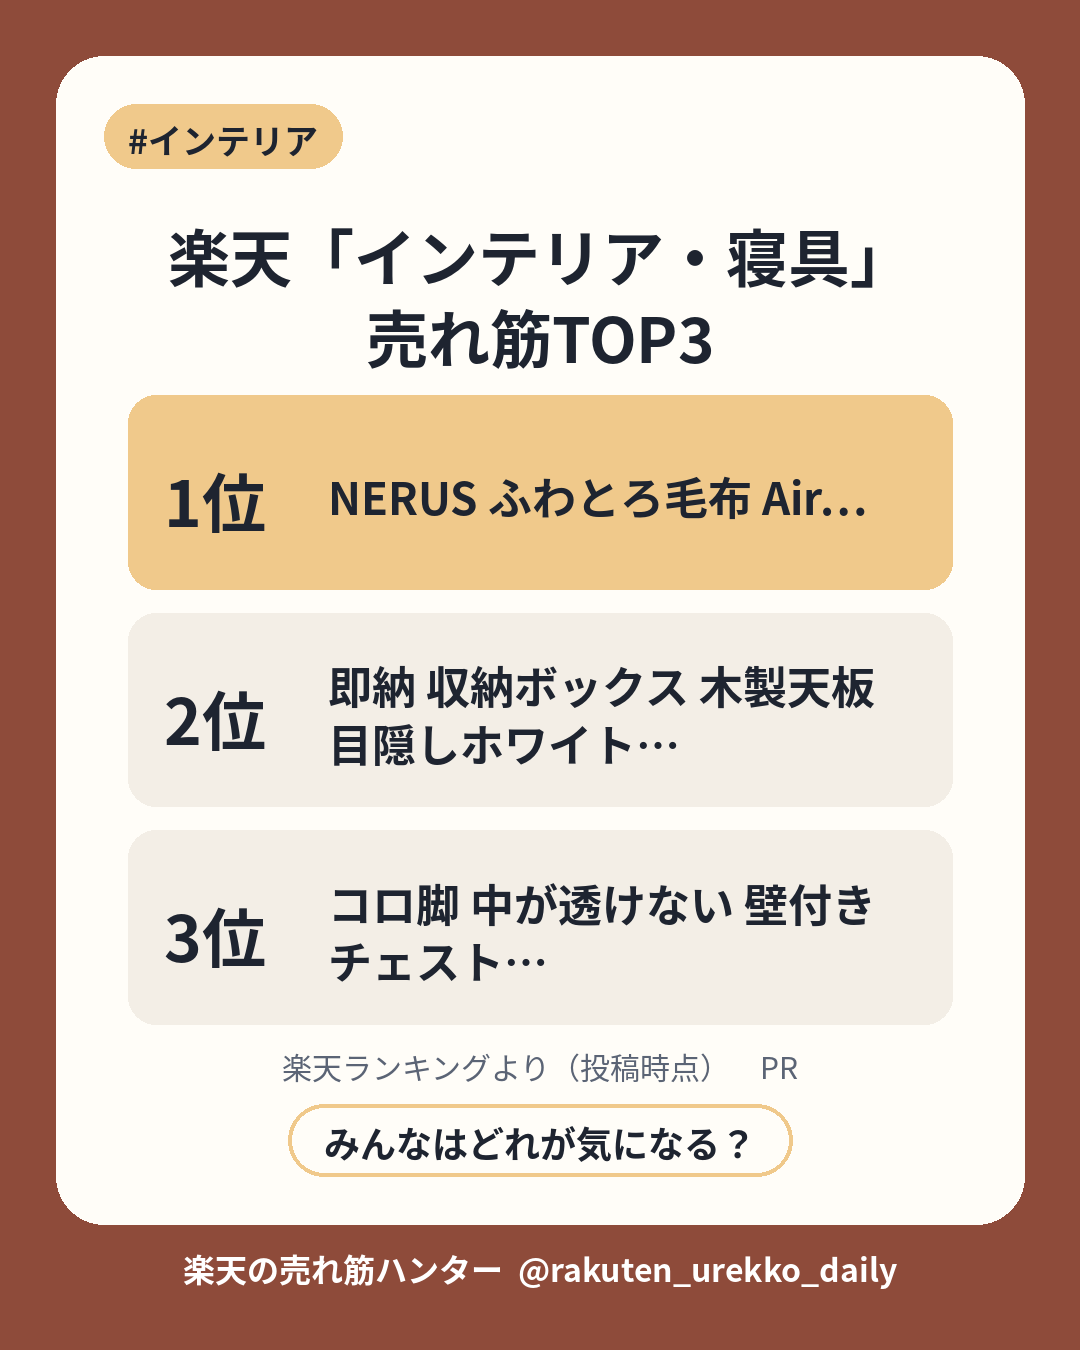 #インテリア
楽天「インテリア・寝具」
売れ筋TOP3
1位
NERUS ふわとろ毛布 Air…
2位
即納 収納ボックス 木製天板
目隠しホワイト…
3位
コロ脚 中が透けない 壁付き
チェスト…
楽天ランキングより（投稿時点）　PR
みんなはどれが気になる？
楽天の売れ筋ハンター @rakuten_urekko_daily